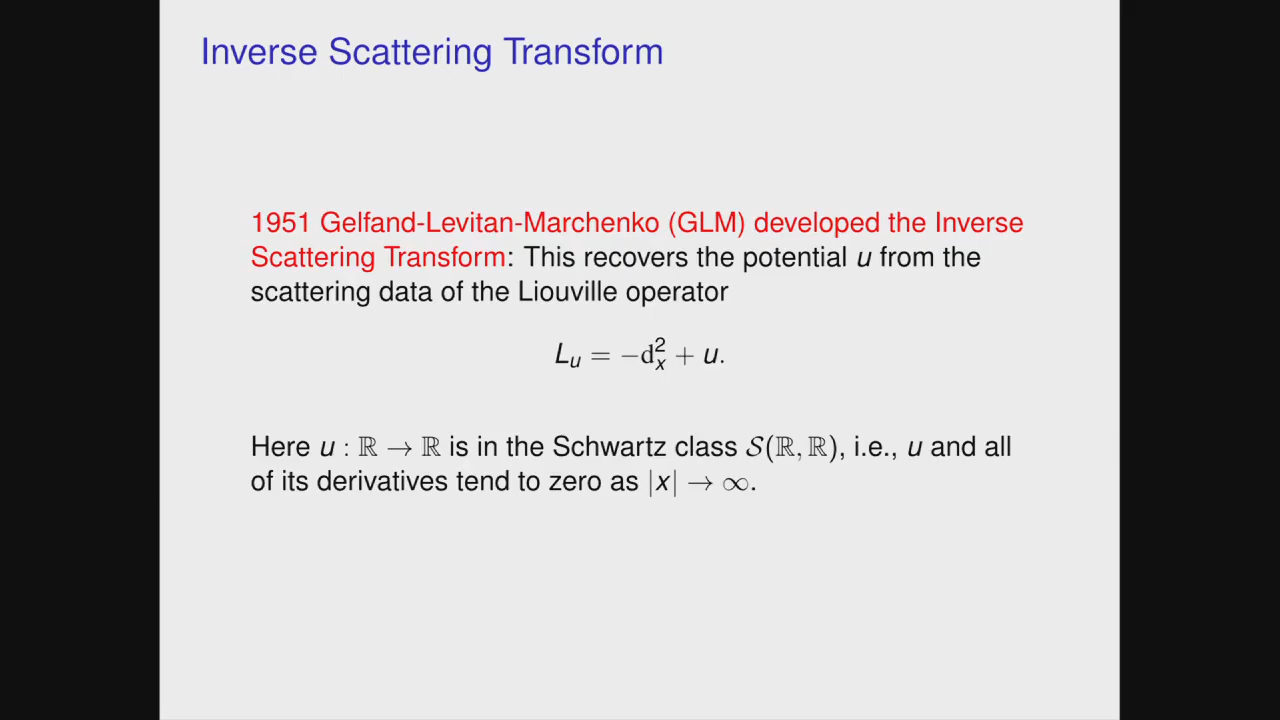 Inverse Scattering Transform
1951 Gelfand-Levitan-Marchenko (GLM) developed the Inverse
Scattering Transform: This recovers the potential u from the
scattering data of the Liouville operator
L_u = −d_x^2 + u.
Here u : ℝ → ℝ is in the Schwartz class 𝒮(ℝ, ℝ), i.e., u and all
of its derivatives tend to zero as |x| → ∞.